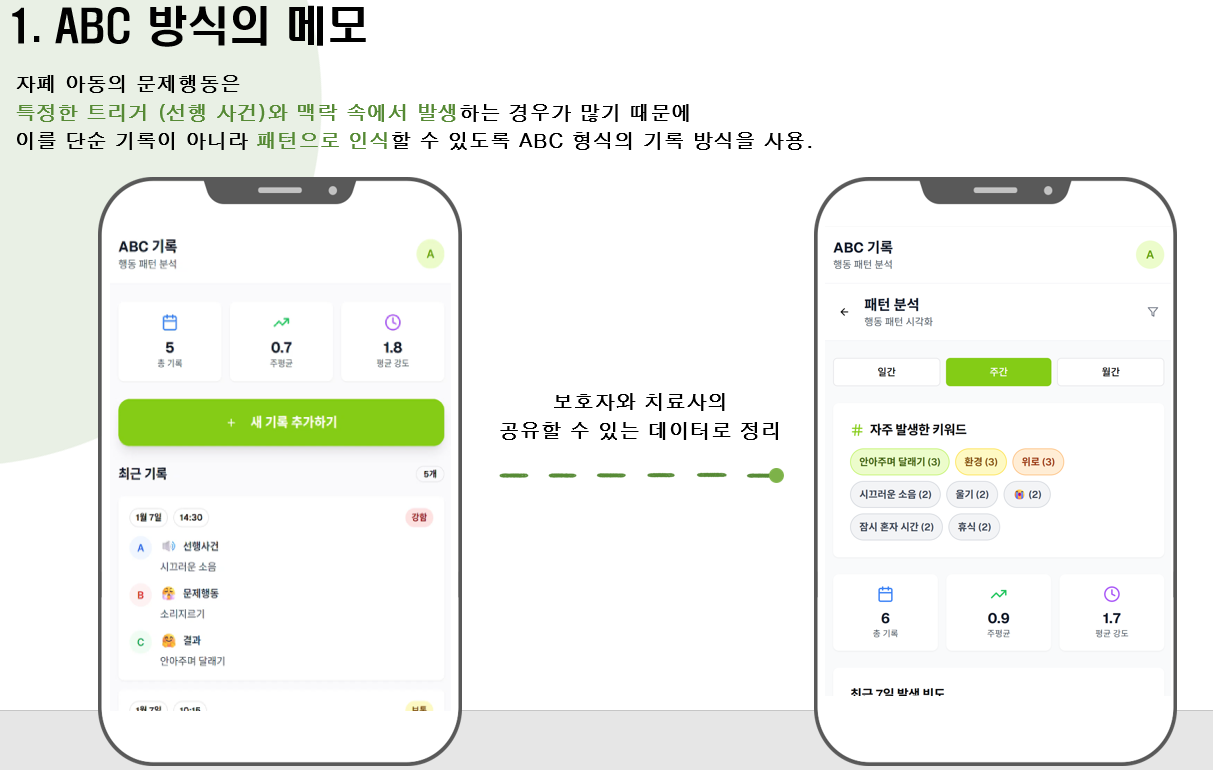 1. ABC 방식의 메모
자폐 아동의 문제행동은
특정한 트리거 (선행 사건)와 맥락 속에서 발생하는 경우가 많기 때문에
이를 단순 기록이 아니라 패턴으로 인식할 수 있도록 ABC 형식의 기록 방식을 사용.
ABC 기록
행동 패턴 분석
A
5
총 기록
0.7
주평균
1.8
평균 강도
+ 새 기록 추가하기
최근 기록
5개
1월 7일
14:30
강함
A
선행사건
시끄러운 소음
B
문제행동
소리지르기
C
결과
안아주며 달래기
1월 7일
10:15
보통
보호자와 치료사의
공유할 수 있는 데이터로 정리
ABC 기록
행동 패턴 분석
A
패턴 분석
행동 패턴 시각화
일간
주간
월간
# 자주 발생한 키워드
안아주며 달래기 (3)
환경 (3)
위로 (3)
시끄러운 소음 (2)
울기 (2)
(2)
잠시 혼자 시간 (2)
휴식 (2)
6
총 기록
0.9
주평균
1.7
평균 강도
최근 7일 발생 빈도